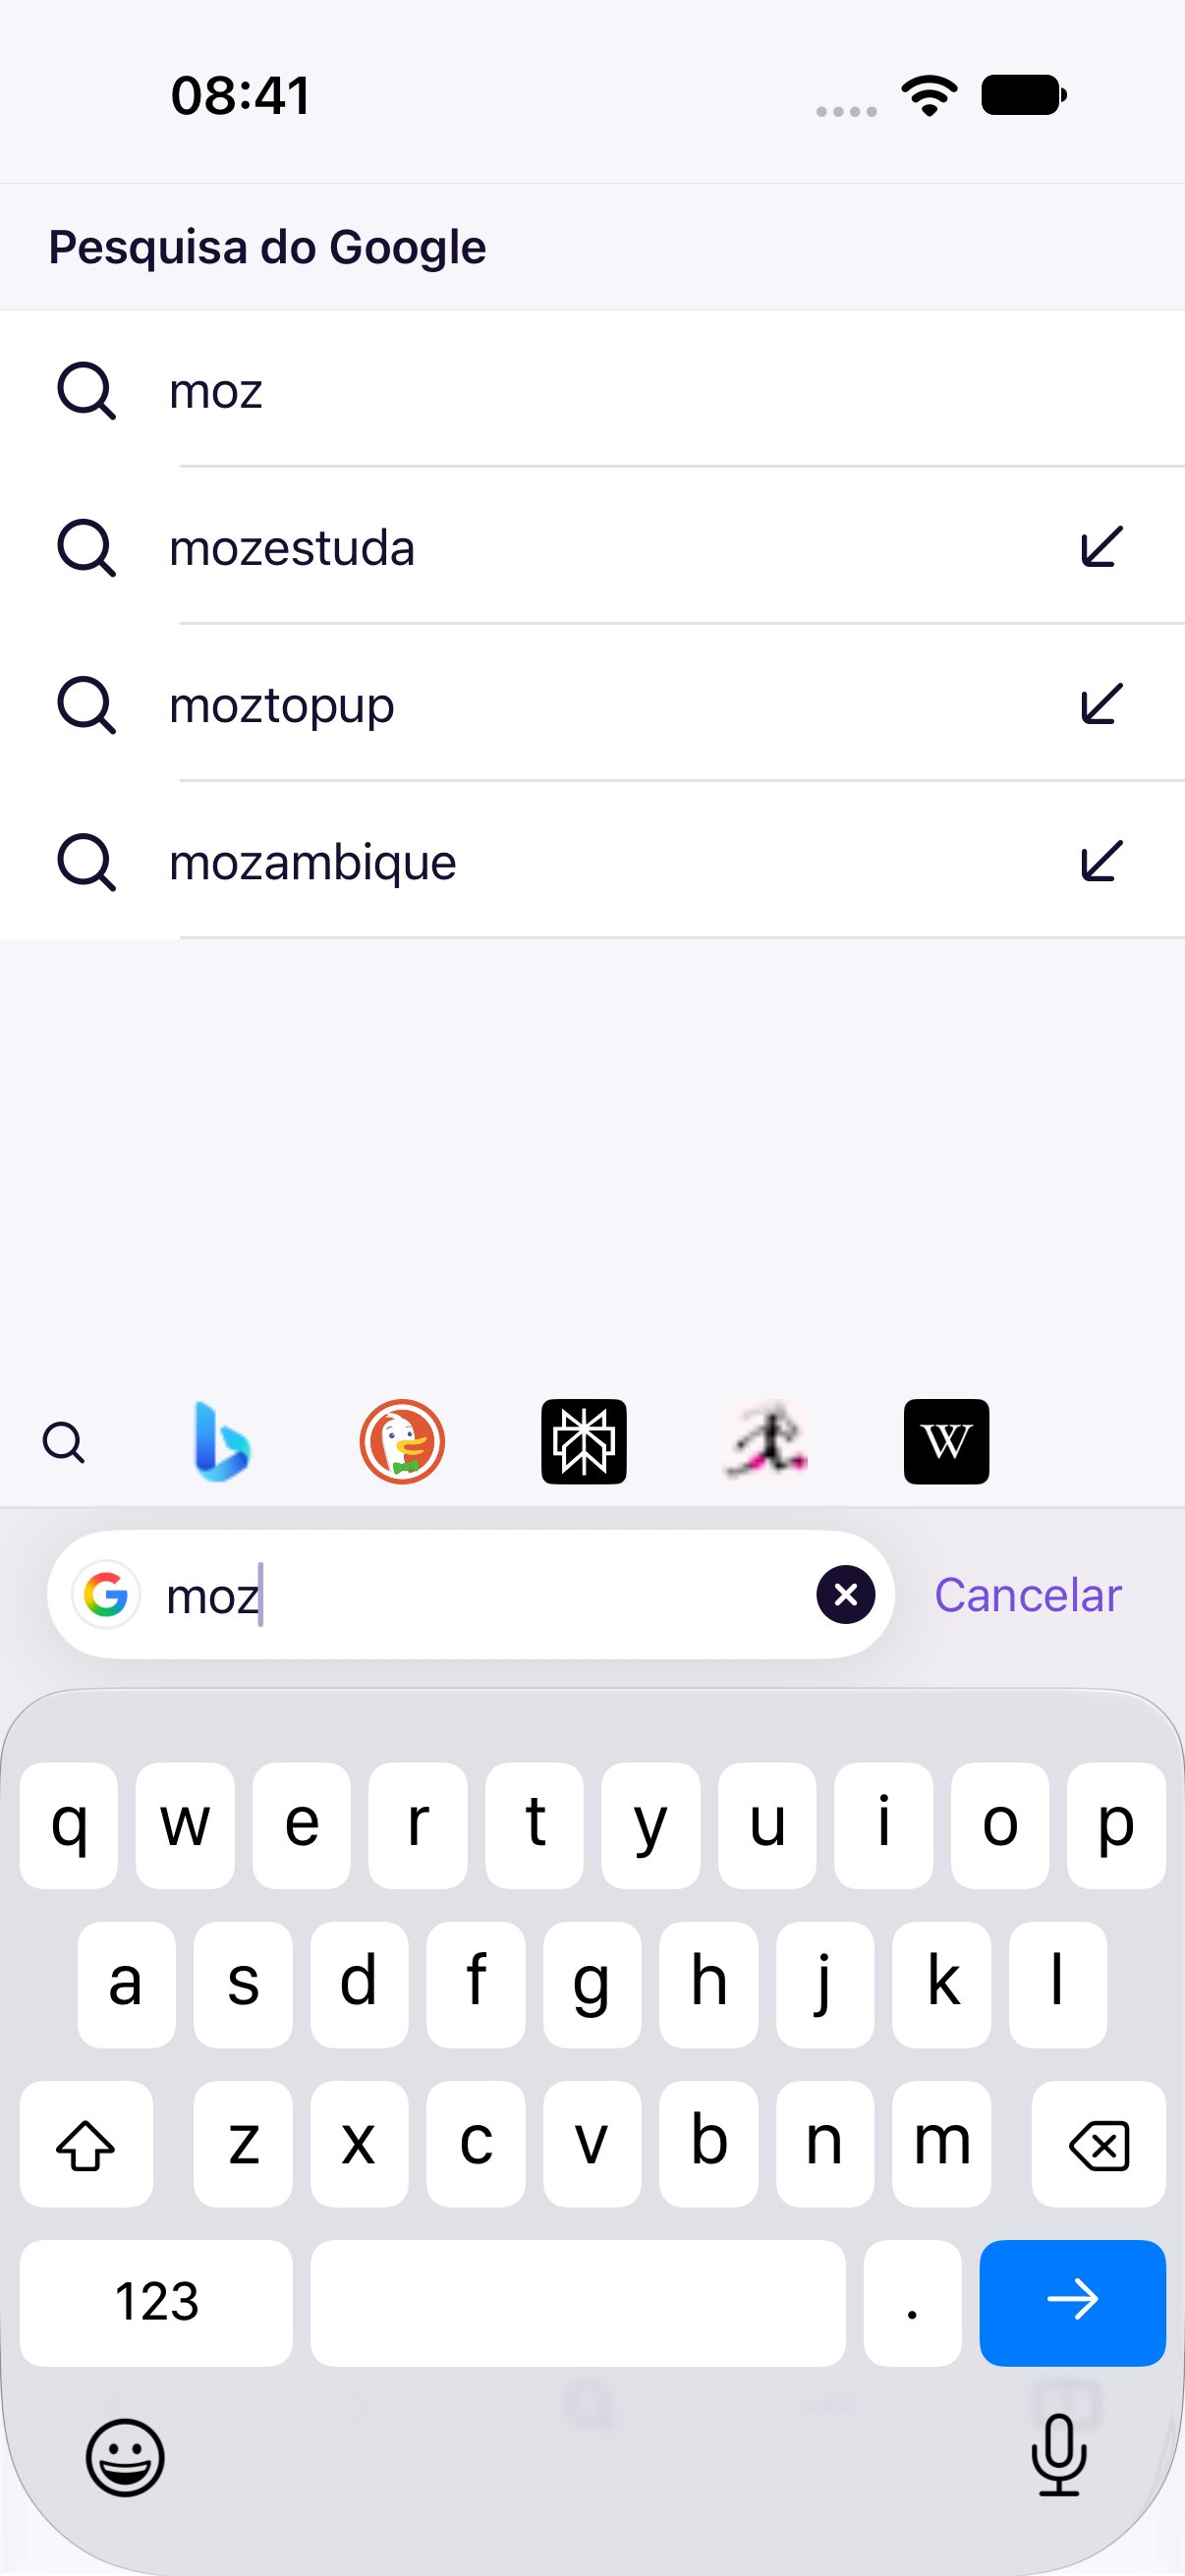 08:41
Pesquisa do Google
moz
mozestuda
moztopup
mozambique
W
moz
Cancelar
q w e r t y u i o p
a s d f g h j k l
z x c v b n m
123 .